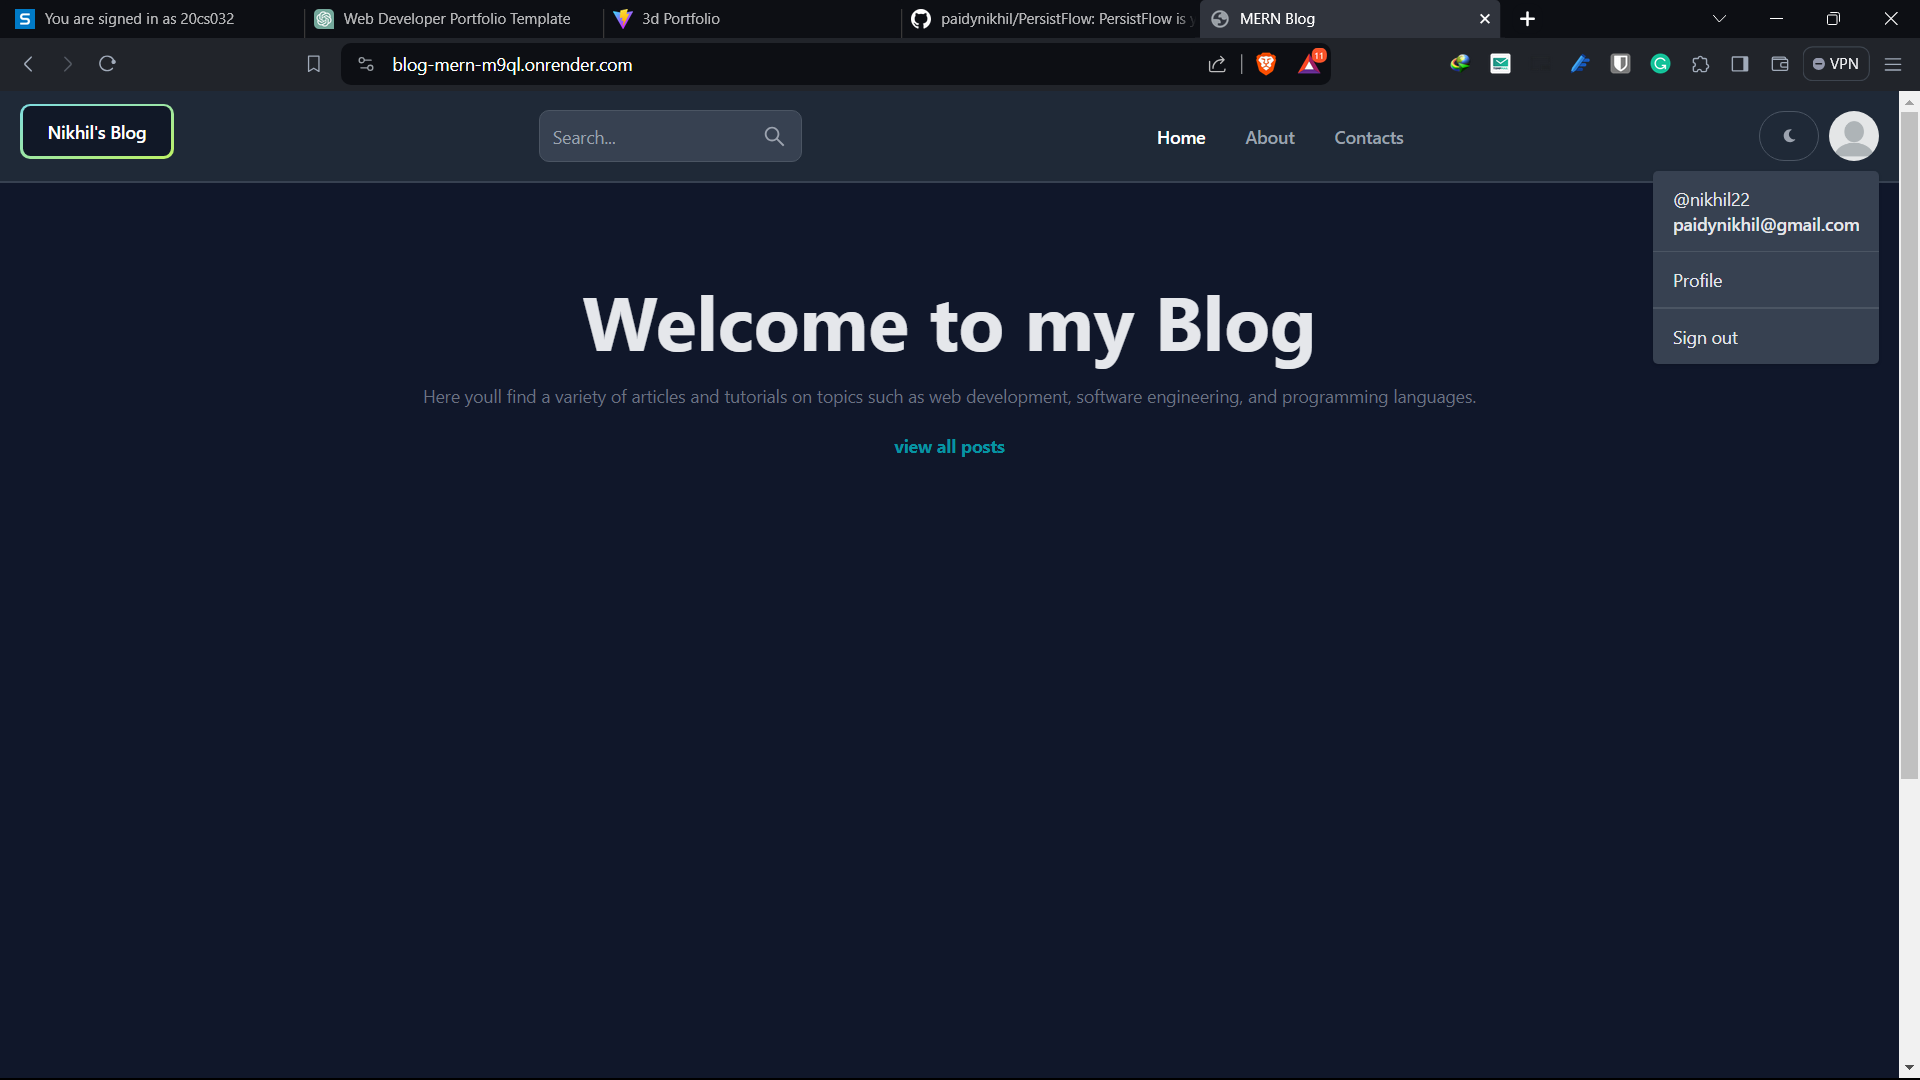 You are signed in as 20cs032
Web Developer Portfolio Template
3d Portfolio
paidynikhil/PersistFlow: PersistFlow is
MERN Blog
blog-mern-m9ql.onrender.com
11
VPN
Nikhil's Blog
Search...
Home
About
Contacts
@nikhil22
paidynikhil@gmail.com
Profile
Sign out
Welcome to my Blog
Here youll find a variety of articles and tutorials on topics such as web development, software engineering, and programming languages.
view all posts